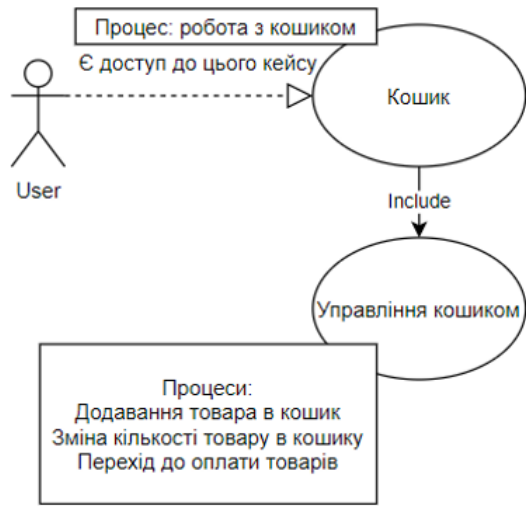 Процес: робота з кошиком
Є доступ до цього кейсу
Кошик
User
Include
Управління кошиком
Процеси:
Додавання товара в кошик
Зміна кількості товару в кошику
Перехід до оплати товарів